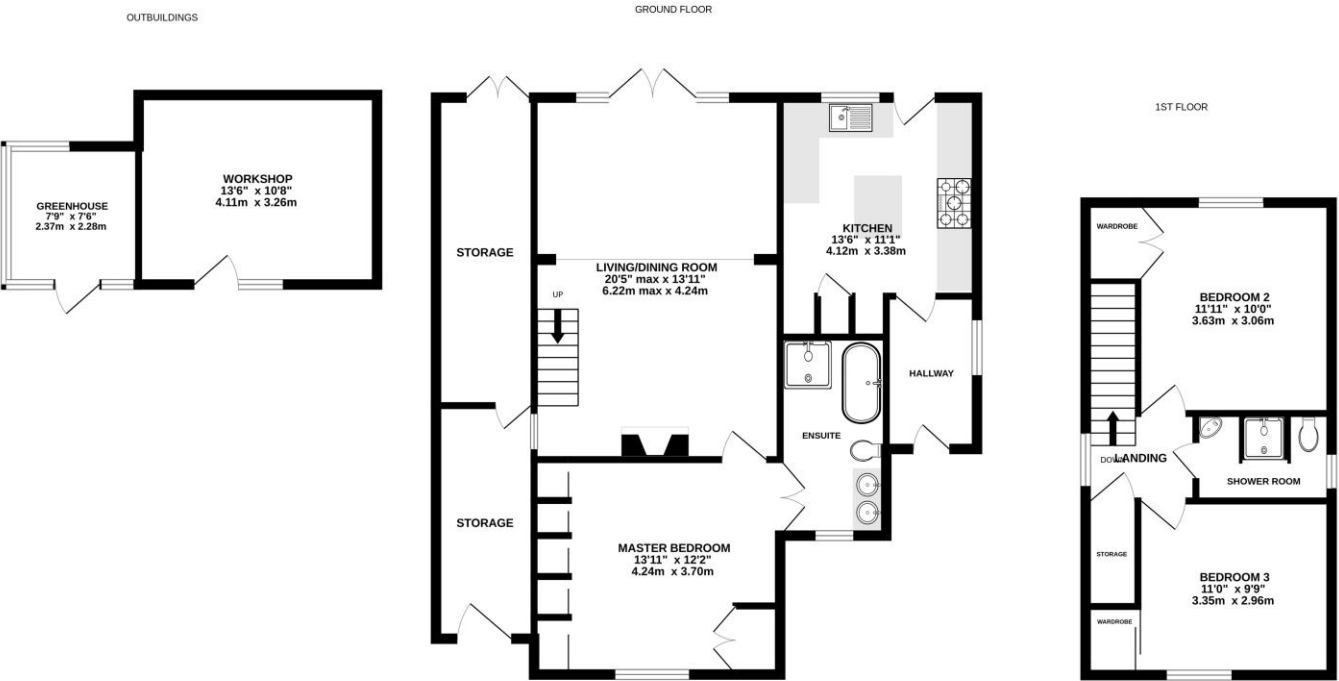 OUTBUILDINGS
GREENHOUSE
7'9" x 7'6"
2.37m x 2.28m
WORKSHOP
13'6" x 10'8"
4.11m x 3.26m
GROUND FLOOR
STORAGE
LIVING/DINING ROOM
20'5" max x 13'11"
6.22m max x 4.24m
UP
KITCHEN
13'6" x 11'1"
4.12m x 3.38m
HALLWAY
ENSUITE
STORAGE
MASTER BEDROOM
13'11" x 12'2"
4.24m x 3.70m
1ST FLOOR
WARDROBE
BEDROOM 2
11'11" x 10'0"
3.63m x 3.06m
DOWN
LANDING
SHOWER ROOM
STORAGE
BEDROOM 3
11'0" x 9'9"
3.35m x 2.96m
WARDROBE